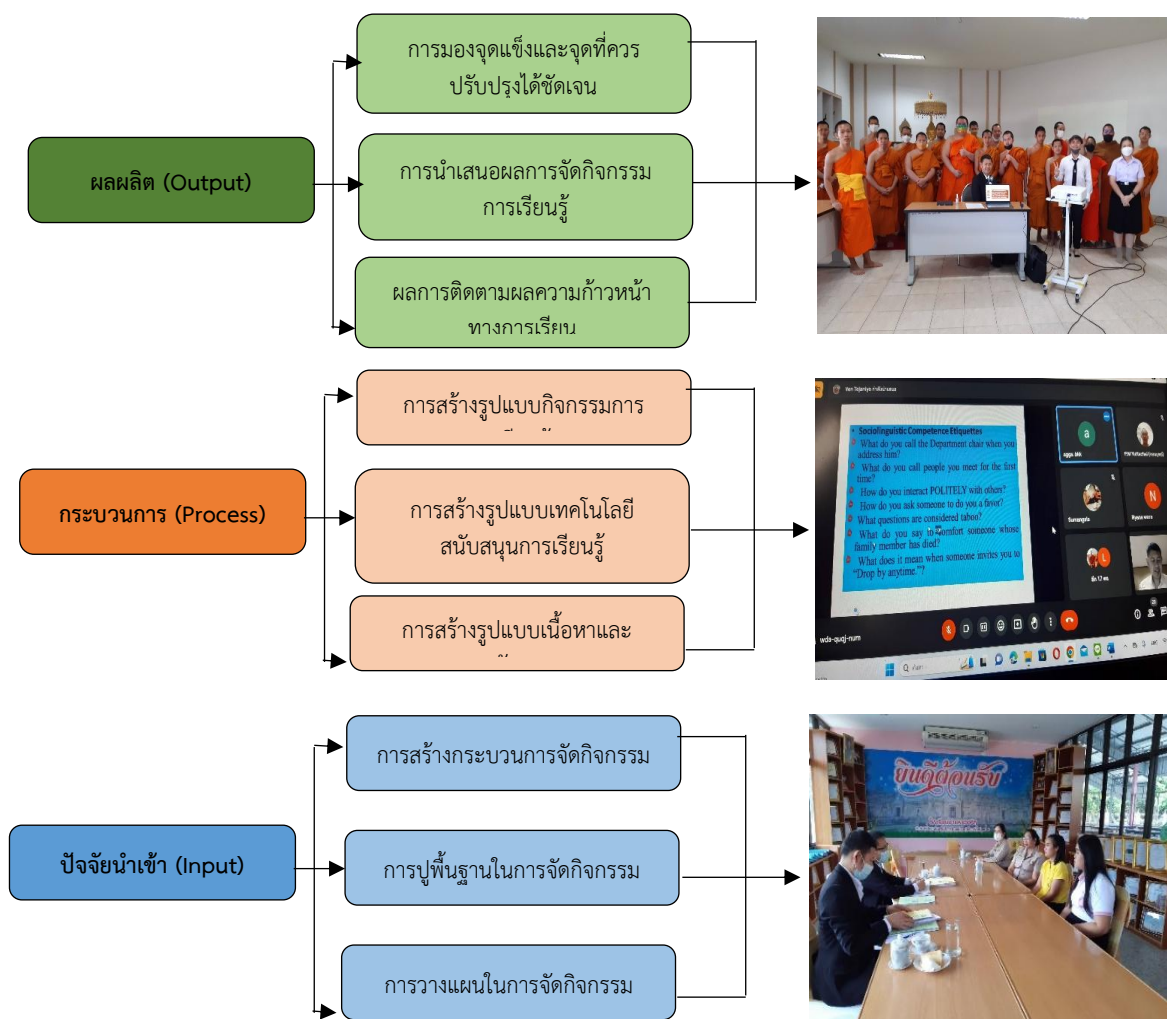 การมองจุดแข็งและจุดที่ควร
ปรับปรุงได้ชัดเจน
ผลผลิต (Output)
การนำเสนอผลการจัดกิจกรรม
การเรียนรู้
ผลการติดตามผลความก้าวหน้า
ทางการเรียน
การสร้างรูปแบบกิจกรรมการ
กระบวนการ (Process)
การสร้างรูปแบบเทคโนโลยี
สนับสนุนการเรียนรู้
การสร้างรูปแบบเนื้อหาและ
• Sociolinguistic Competence Etiquettes
What do you call the Department chair when you
address him?
What do you call people you meet for the first
time?
How do you interact POLITELY with others?
How do you ask someone to do you a favor?
What questions are considered taboo?
What do you say to comfort someone whose
family member has died?
What does it mean when someone invites you to
“Drop by anytime.”?
a
N
L
wds-quqj-num
การสร้างกระบวนการจัดกิจกรรม
ปัจจัยนำเข้า (Input)
การปูพื้นฐานในการจัดกิจกรรม
การวางแผนในการจัดกิจกรรม
ยินดีต้อนรับ